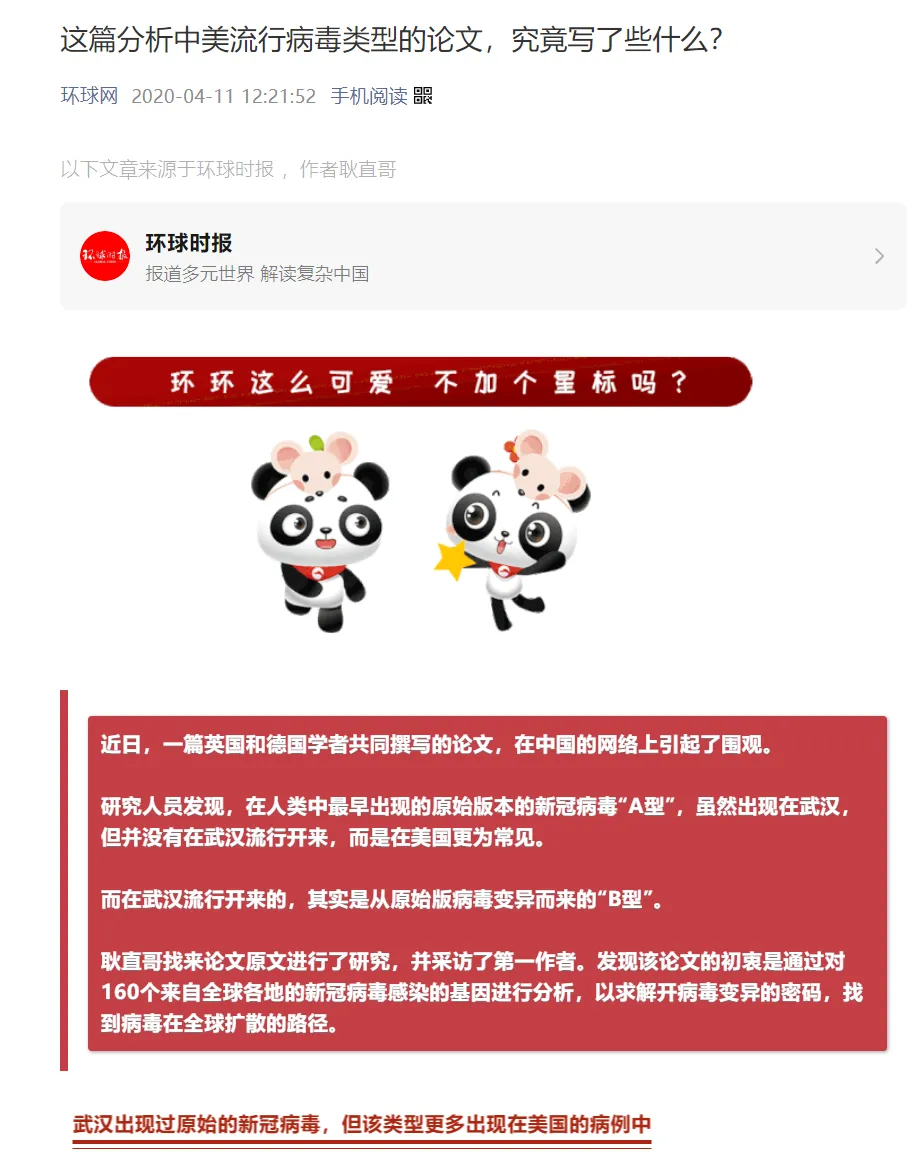 这篇分析中美流行病毒类型的论文，究竟写了些什么？
环球网 2020-04-11 12:21:52 手机阅读
以下文章来源于环球时报 ，作者耿直哥
环球时报
环球时报
报道多元世界 解读复杂中国
环环这么可爱 不加个星标吗？
近日，一篇英国和德国学者共同撰写的论文，在中国的网络上引起了围观。
研究人员发现，在人类中最早出现的原始版本的新冠病毒“A型”，虽然出现在武汉，
但并没有在武汉流行开来，而是在美国更为常见。
而在武汉流行开来的，其实是从原始版病毒变异而来的“B型”。
耿直哥找来论文原文进行了研究，并采访了第一作者。发现该论文的初衷是通过对
160个来自全球各地的新冠病毒感染的基因进行分析，以求解开病毒变异的密码，找
到病毒在全球扩散的路径。
武汉出现过原始的新冠病毒，但该类型更多出现在美国的病例中